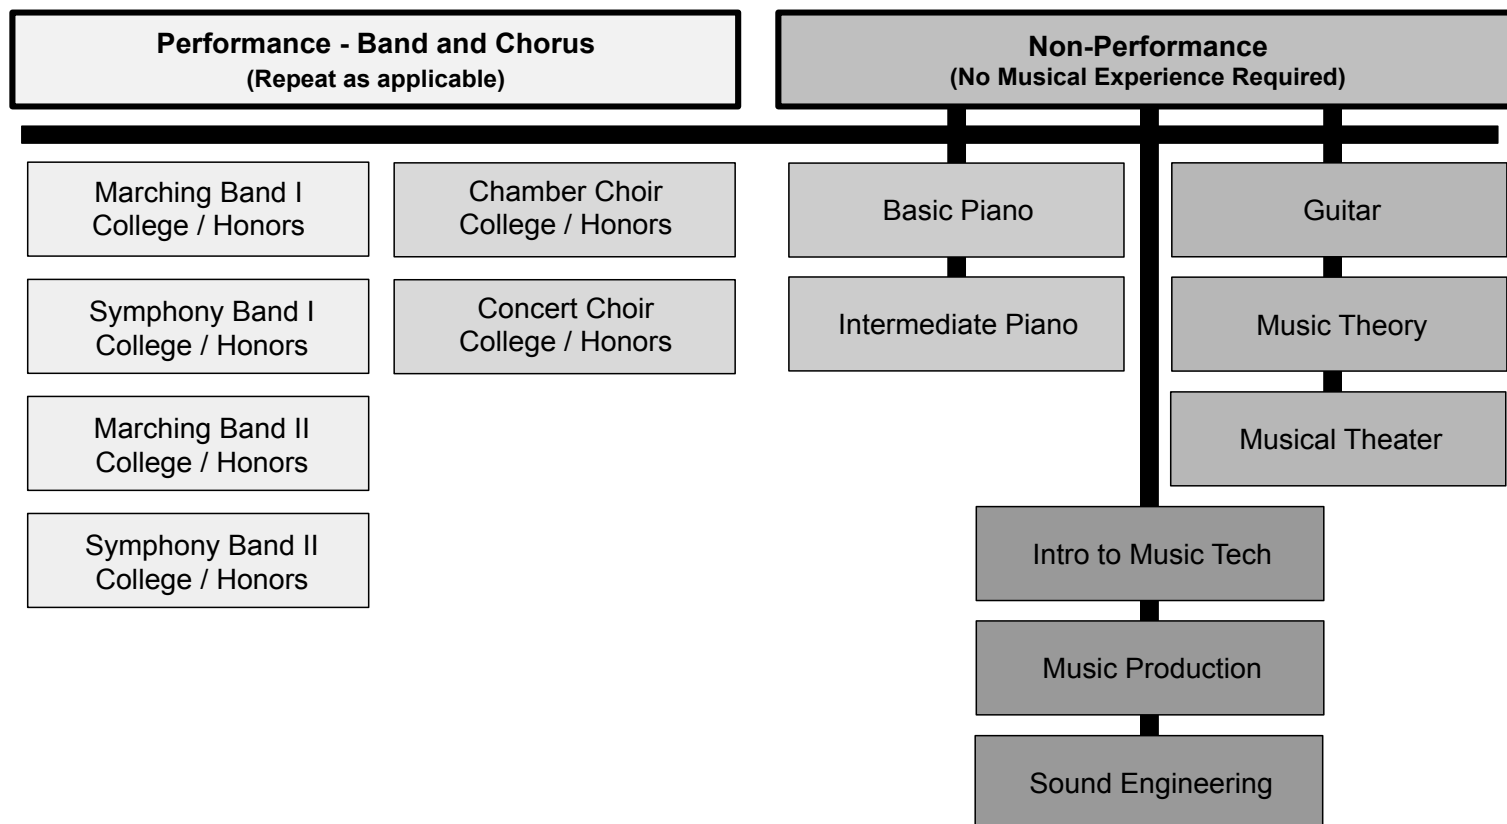 Performance - Band and Chorus
(Repeat as applicable)
Non-Performance
(No Musical Experience Required)
Marching Band I
College / Honors
Symphony Band I
College / Honors
Marching Band II
College / Honors
Symphony Band II
College / Honors
Chamber Choir
College / Honors
Concert Choir
College / Honors
Basic Piano
Intermediate Piano
Guitar
Music Theory
Musical Theater
Intro to Music Tech
Music Production
Sound Engineering